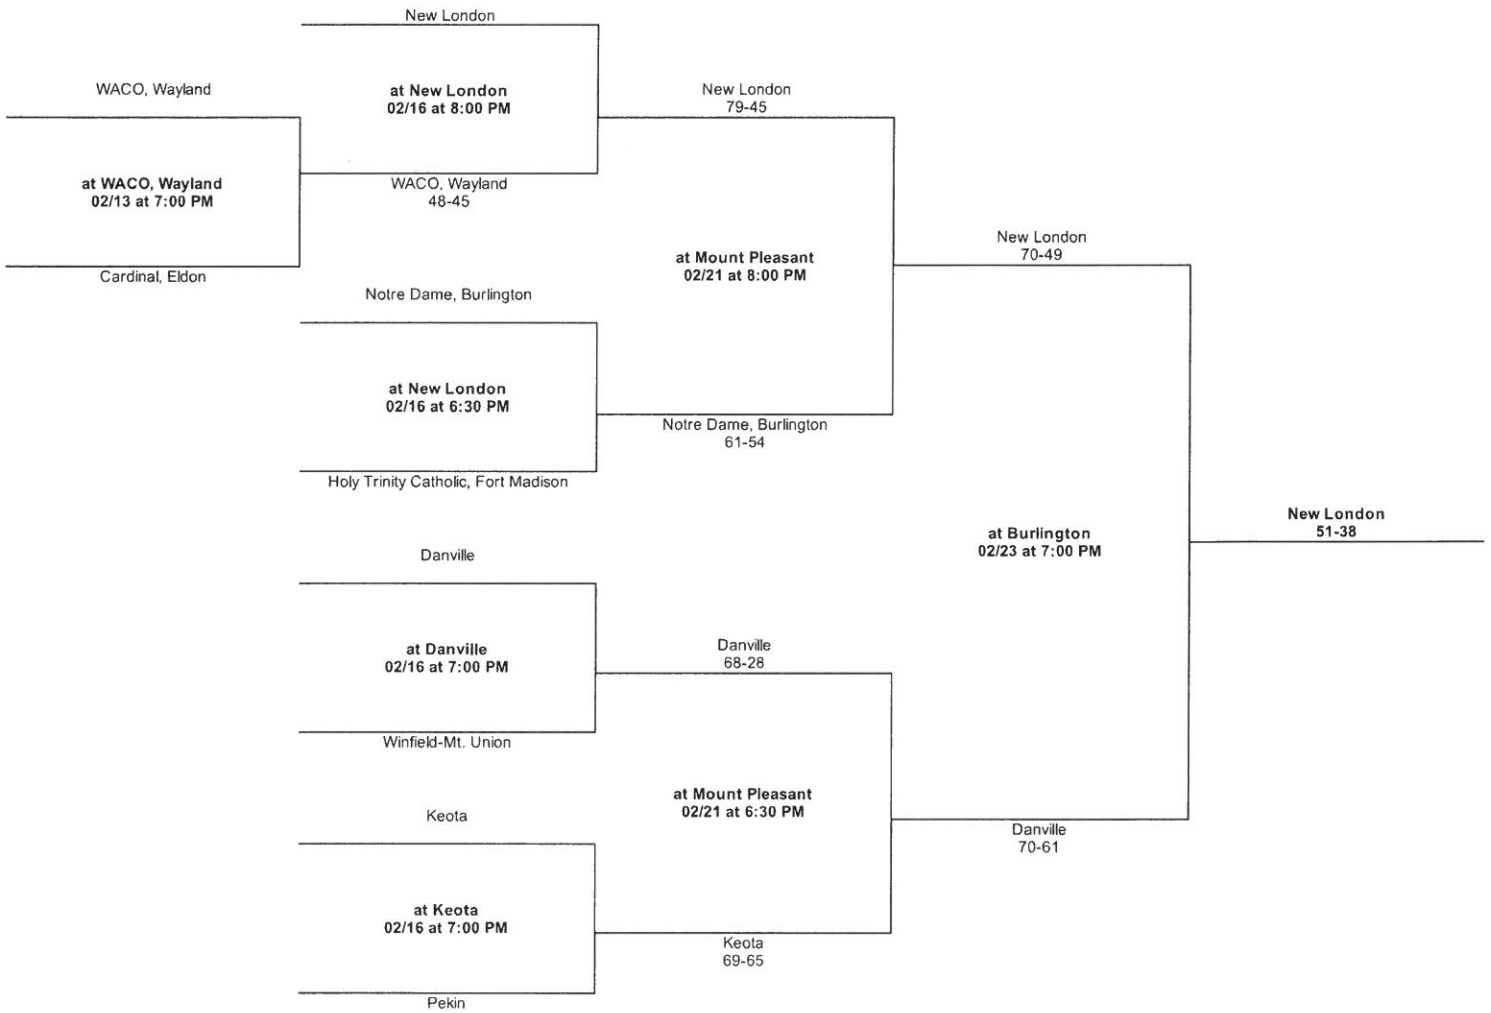 New London
WACO, Wayland
at New London
02/16 at 8:00 PM
New London
79-45
at WACO, Wayland
02/13 at 7:00 PM
WACO, Wayland
48-45
Cardinal, Eldon
at Mount Pleasant
02/21 at 8:00 PM
New London
70-49
Notre Dame, Burlington
at New London
02/16 at 6:30 PM
Notre Dame, Burlington
61-54
Holy Trinity Catholic, Fort Madison
at Burlington
02/23 at 7:00 PM
New London
51-38
Danville
at Danville
02/16 at 7:00 PM
Danville
68-28
Winfield-Mt. Union
at Mount Pleasant
02/21 at 6:30 PM
Danville
70-61
Keota
at Keota
02/16 at 7:00 PM
Keota
69-65
Pekin